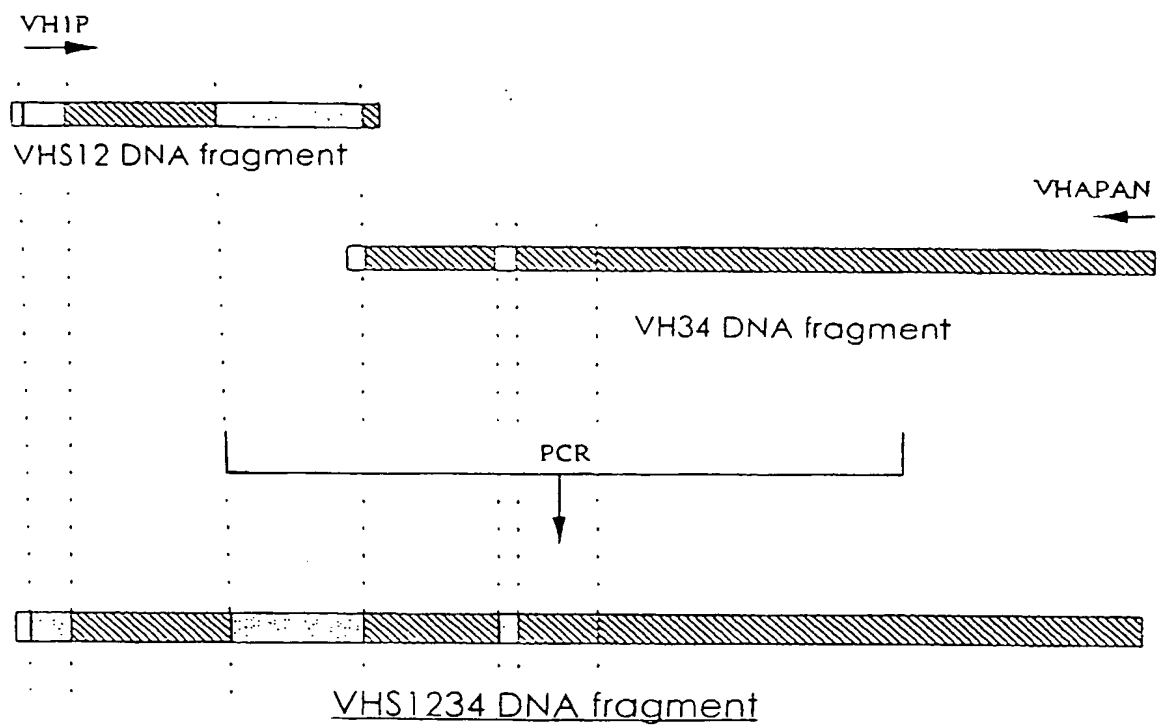 VH1P
VHS12 DNA fragment
VHAPAN
VH34 DNA fragment
PCR
VHS1234 DNA fragment